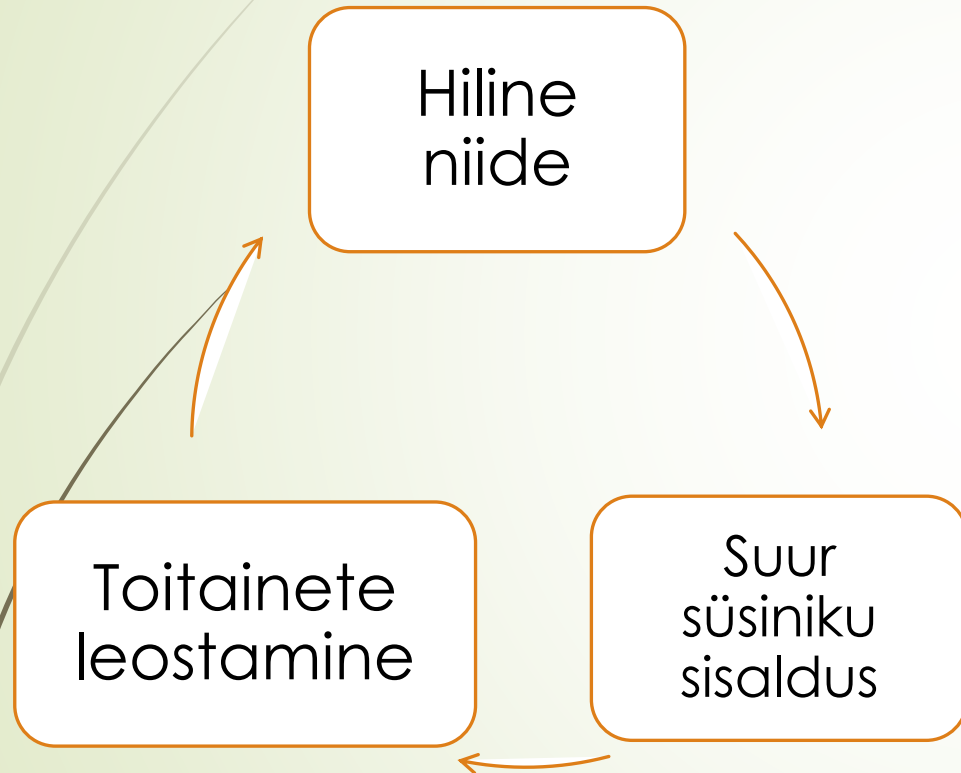 Hiline
niide
Suur
süsiniku
sisaldus
Toitainete
leostamine